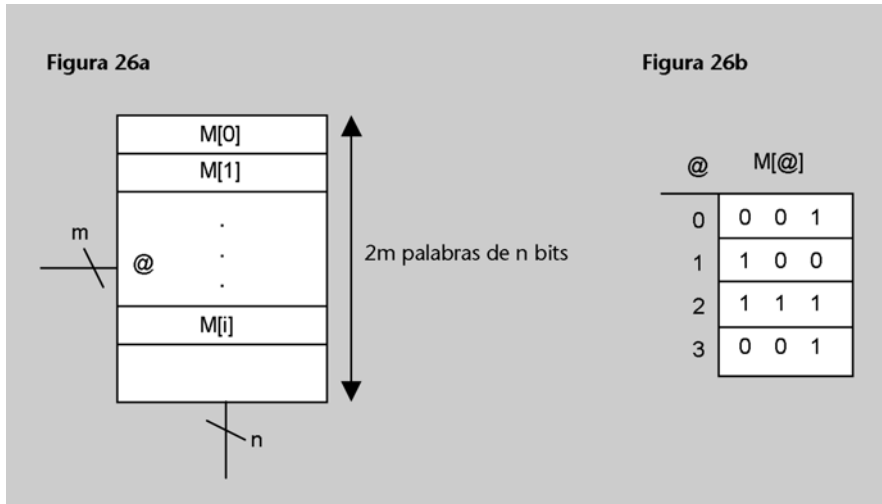 Figura 26a
M[0]
M[1]
.
.
.
m
@
M[i]
2m palabras de n bits
n
Figura 26b
@ M[@]
0 0 0 1
1 1 0 0
2 1 1 1
3 0 0 1